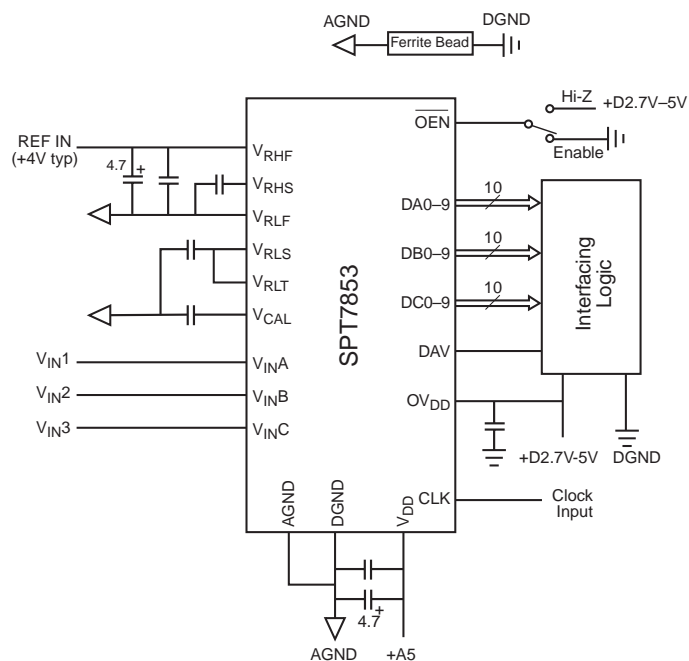 AGND
DGND
Ferrite Bead
Hi-Z
+D2.7V–5V
OEN
Enable
REF IN
(+4V typ)
4.7
+
VRHF
VRHS
VRLF
VRLS
VRLT
VCAL
VIN1
VINA
VIN2
VINB
VIN3
VINC
SPT7853
DA0–9
10
DB0–9
10
DC0–9
10
DAV
OVDD
Interfacing
Logic
+D2.7V-5V
DGND
CLK
Clock
Input
AGND
DGND
VDD
4.7
+
AGND
+A5